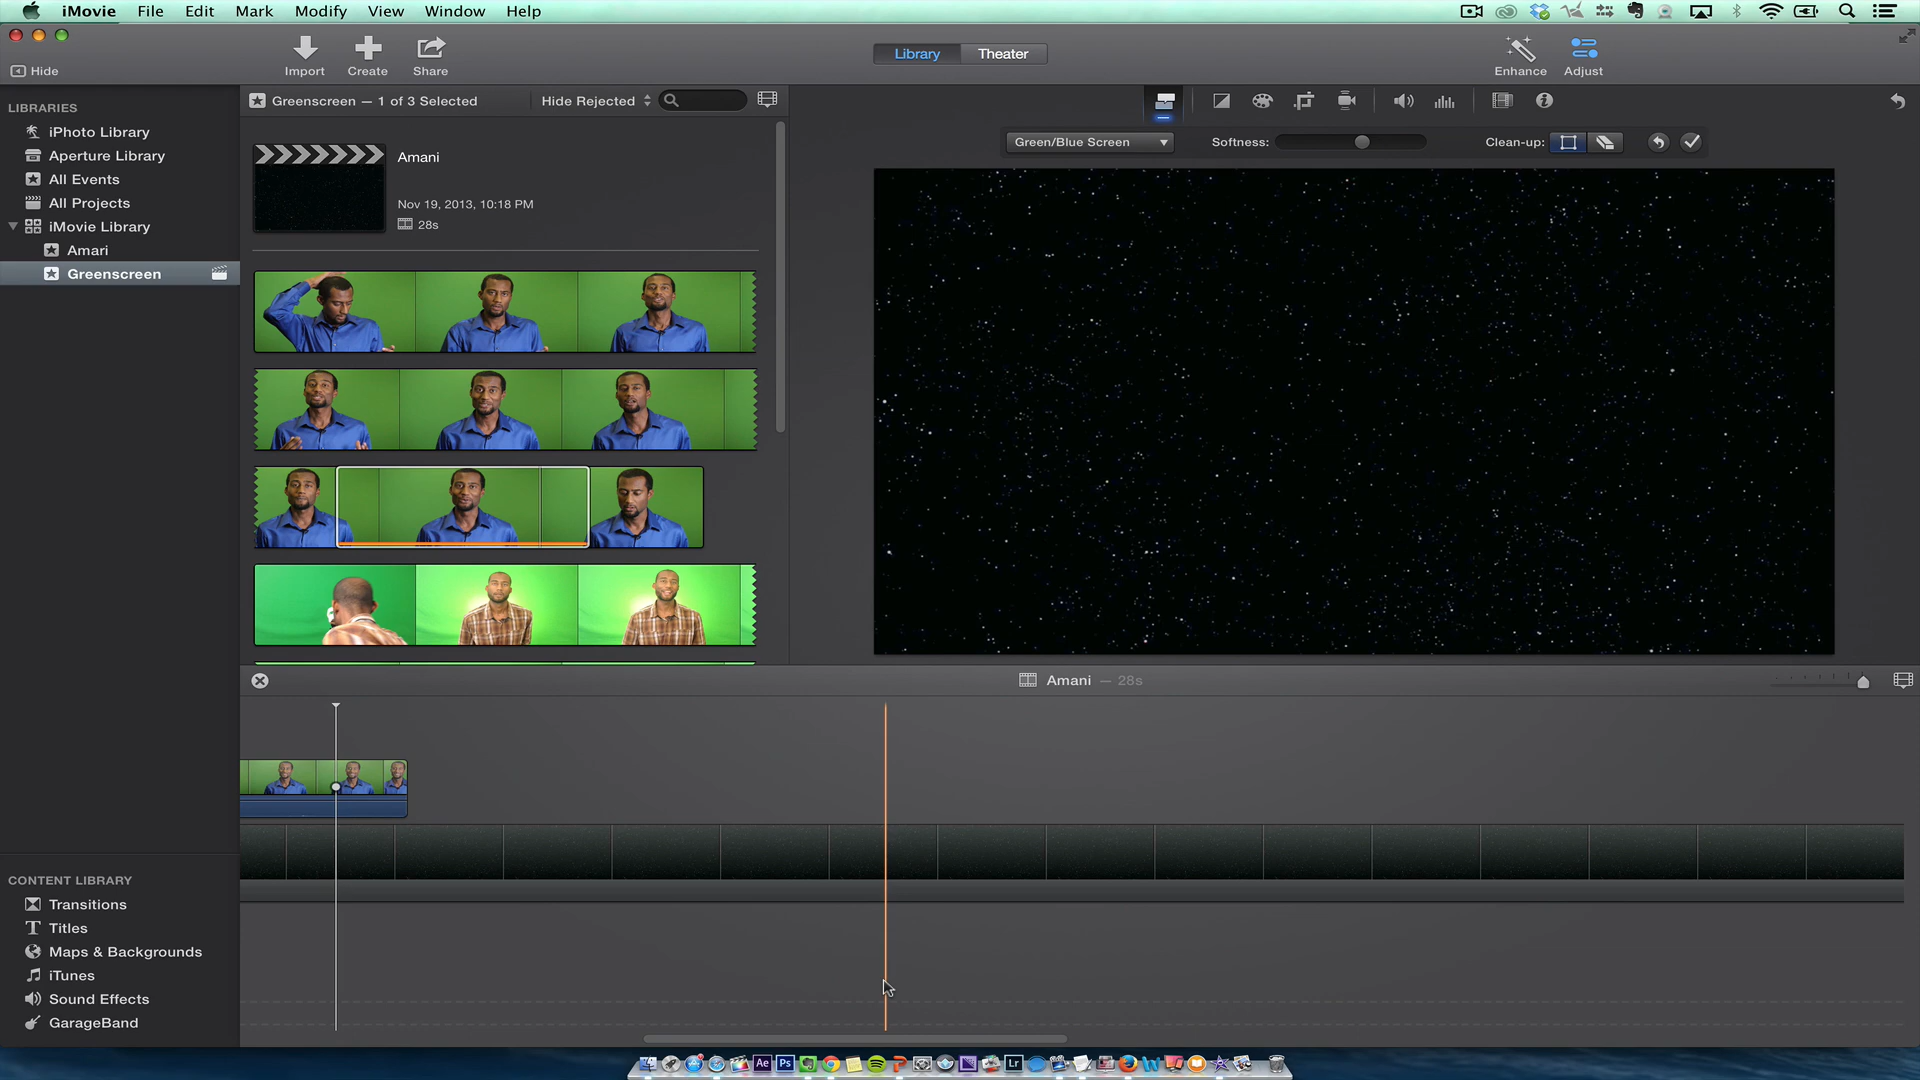 iMovie File Edit Mark Modify View Window Help
Import Create Share
Library Theater
Enhance Adjust
Hide
LIBRARIES
Greenscreen — 1 of 3 Selected
Hide Rejected
iPhoto Library
Aperture Library
All Events
All Projects
iMovie Library
Amari
Greenscreen
Amani
Nov 19, 2013, 10:18 PM
28s
Green/Blue Screen
Softness:
Clean-up:
Amani — 28s
CONTENT LIBRARY
Transitions
Titles
Maps & Backgrounds
iTunes
Sound Effects
GarageBand
Ae Ps Lr